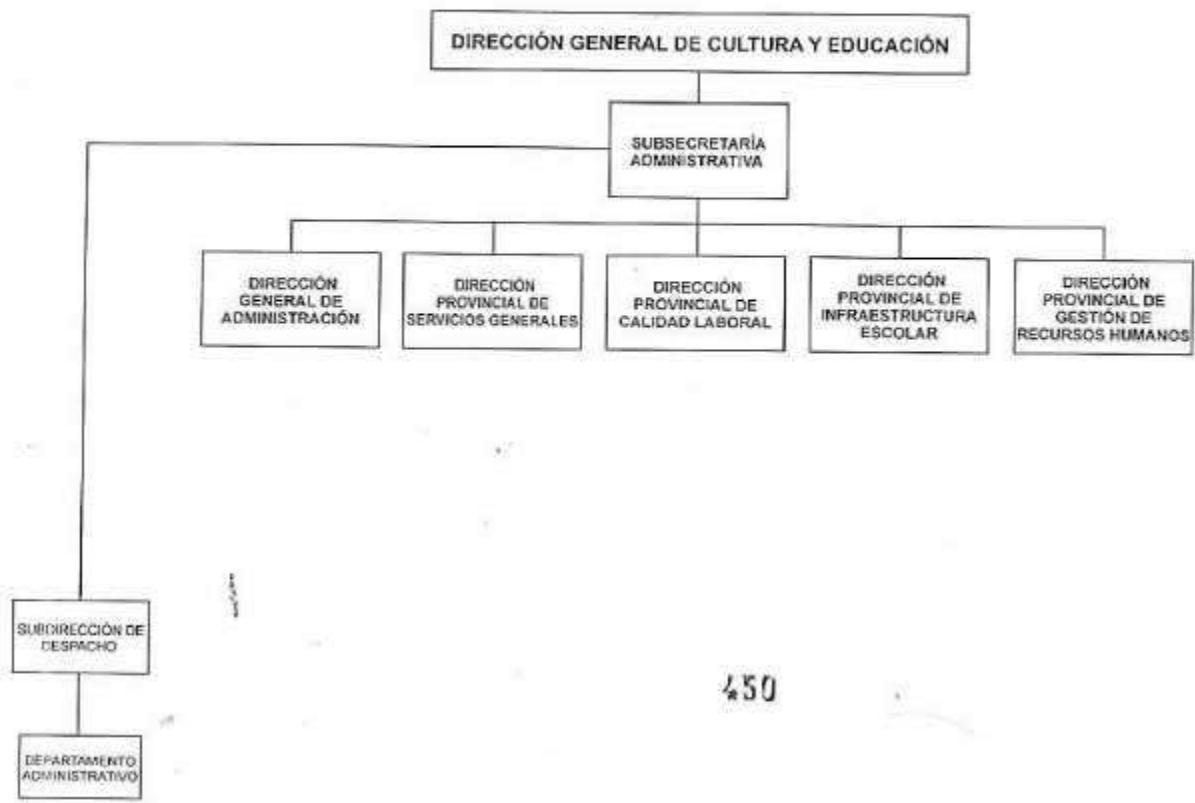 DIRECCIÓN GENERAL DE CULTURA Y EDUCACIÓN
SUBSECRETARÍA
ADMINISTRATIVA
DIRECCIÓN
GENERAL DE
ADMINISTRACIÓN
DIRECCIÓN
PROVINCIAL DE
SERVICIOS GENERALES
DIRECCIÓN
PROVINCIAL DE
CALIDAD LABORAL
DIRECCIÓN
PROVINCIAL DE
INFRAESTRUCTURA
ESCOLAR
DIRECCIÓN
PROVINCIAL DE
GESTIÓN DE
RECURSOS HUMANOS
SUBDIRECCIÓN DE
DESPACHO
DEPARTAMENTO
ADMINISTRATIVO
450